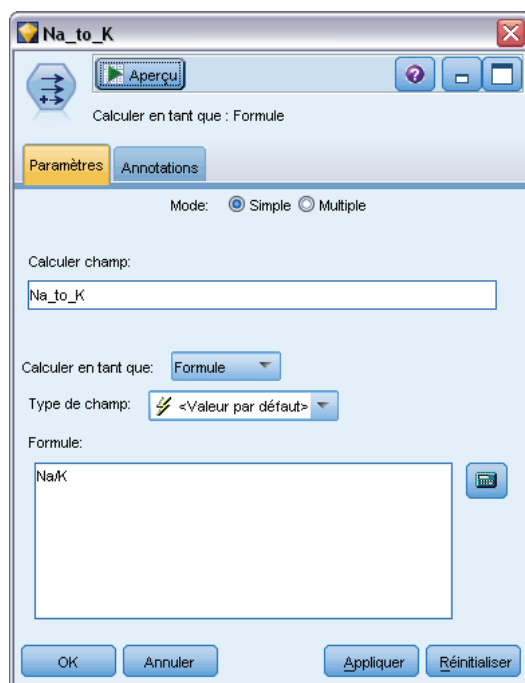 Na_to_K
Aperçu
Calculer en tant que : Formule
Paramètres Annotations
Mode: Simple Multiple
Calculer champ:
Na_to_K
Calculer en tant que: Formule
Type de champ: <Valeur par défaut>
Formule:
Na/K
OK Annuler Appliquer Réinitialiser